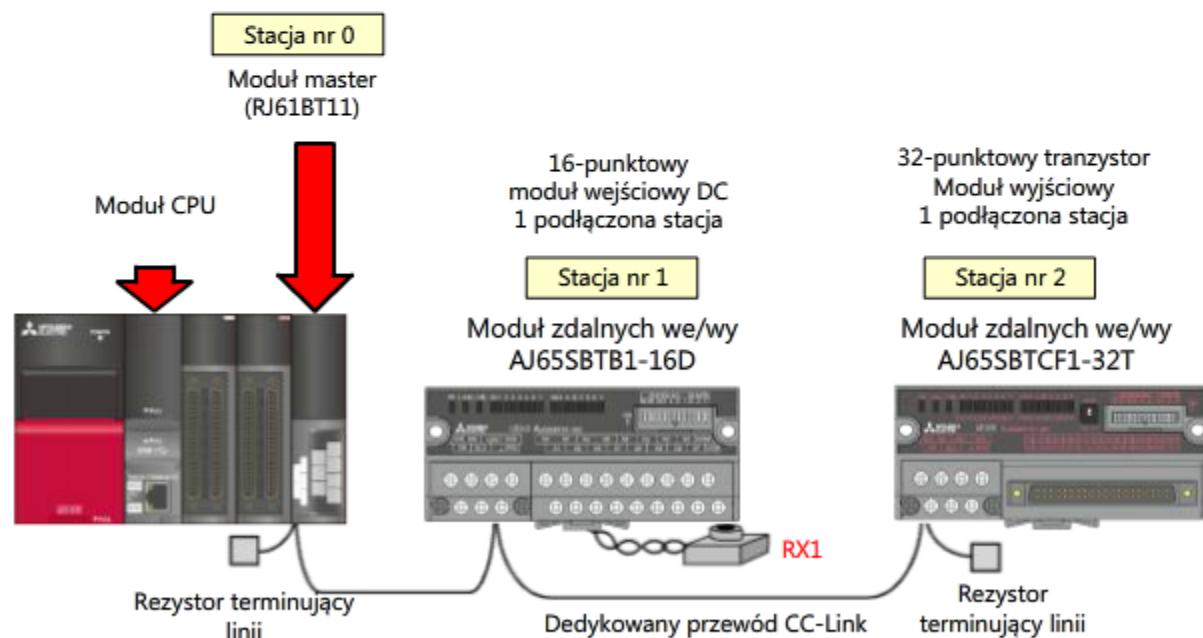 Stacja nr 0
Moduł master
(RJ61BT11)
Moduł CPU
16-punktowy
moduł wejściowy DC
1 podłączona stacja
Stacja nr 1
Moduł zdalnych we/wy
AJ65SBTB1-16D
32-punktowy tranzystor
Moduł wyjściowy
1 podłączona stacja
Stacja nr 2
Moduł zdalnych we/wy
AJ65SBTCF1-32T
RX1
Rezystor terminujący
linii
Dedykowany przewód CC-Link
Rezystor
terminujący linii